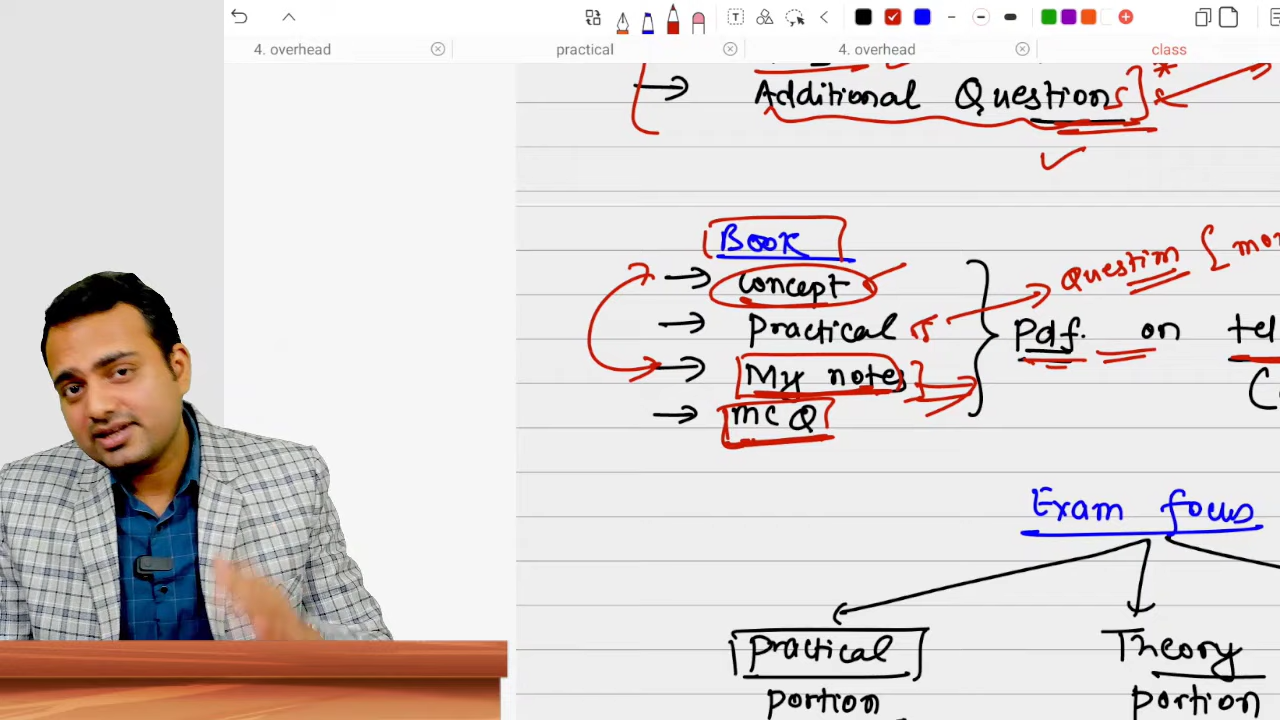 4. overhead
practical
4. overhead
class
Additional Questions
Book
concept
Question
Practical
Pdf. on
My notes
MCQ
Exam focus
Practical
portion
Theory
portion